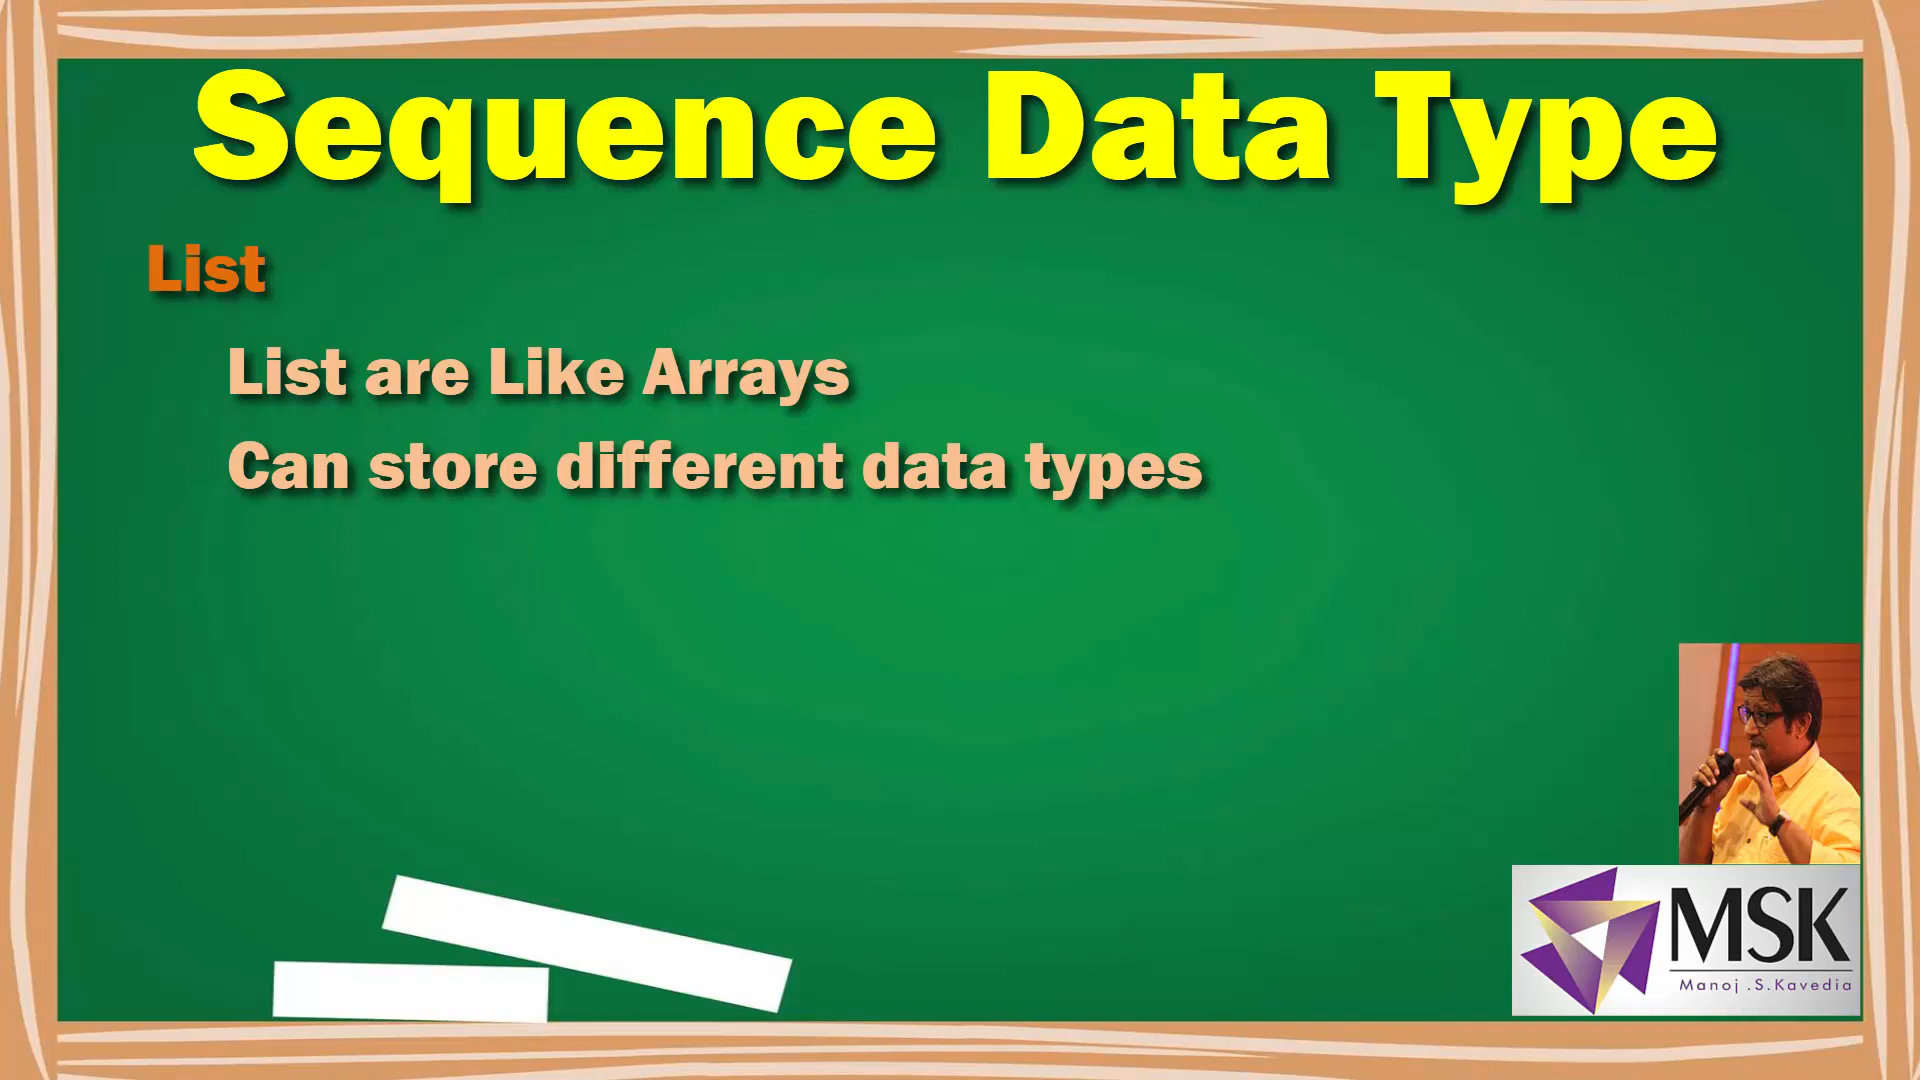 Sequence Data Type
List
List are Like Arrays
Can store different data types
MSK
Manoj .S.Kavedia